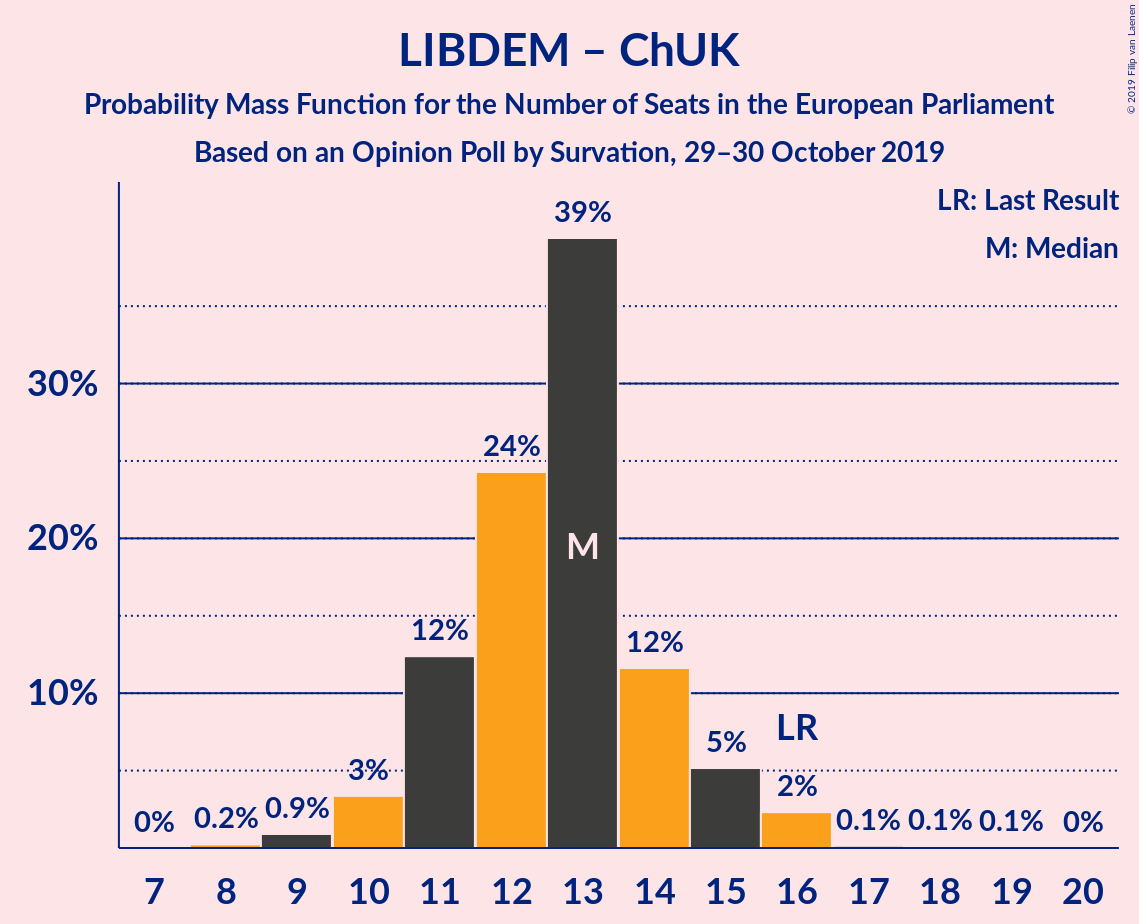 LIBDEM – ChUK
Probability Mass Function for the Number of Seats in the European Parliament
Based on an Opinion Poll by Survation, 29–30 October 2019
© 2019 Filip van Laenen
LR: Last Result
M: Median
39%
30%
24%
20%
M
12%
12%
10%
LR
5%
3%
2%
0%
0.2%
0.9%
0.1%
0.1%
0.1%
0%
7 8 9 10 11 12 13 14 15 16 17 18 19 20